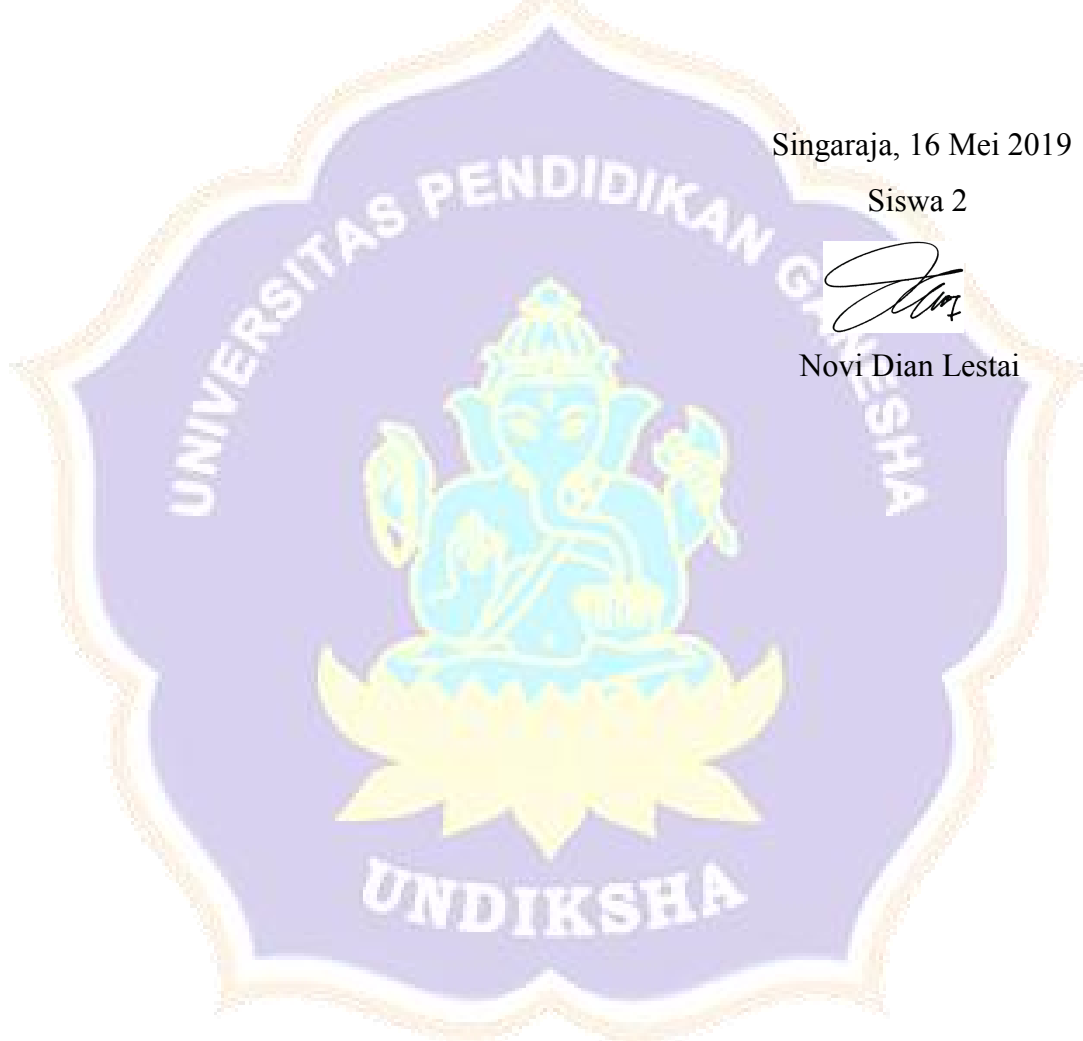 Singaraja, 16 Mei 2019
Siswa 2
Novi Dian Lestai
UNIVERSITAS PENDIDIKAN GANESHA
UNDIKSHA